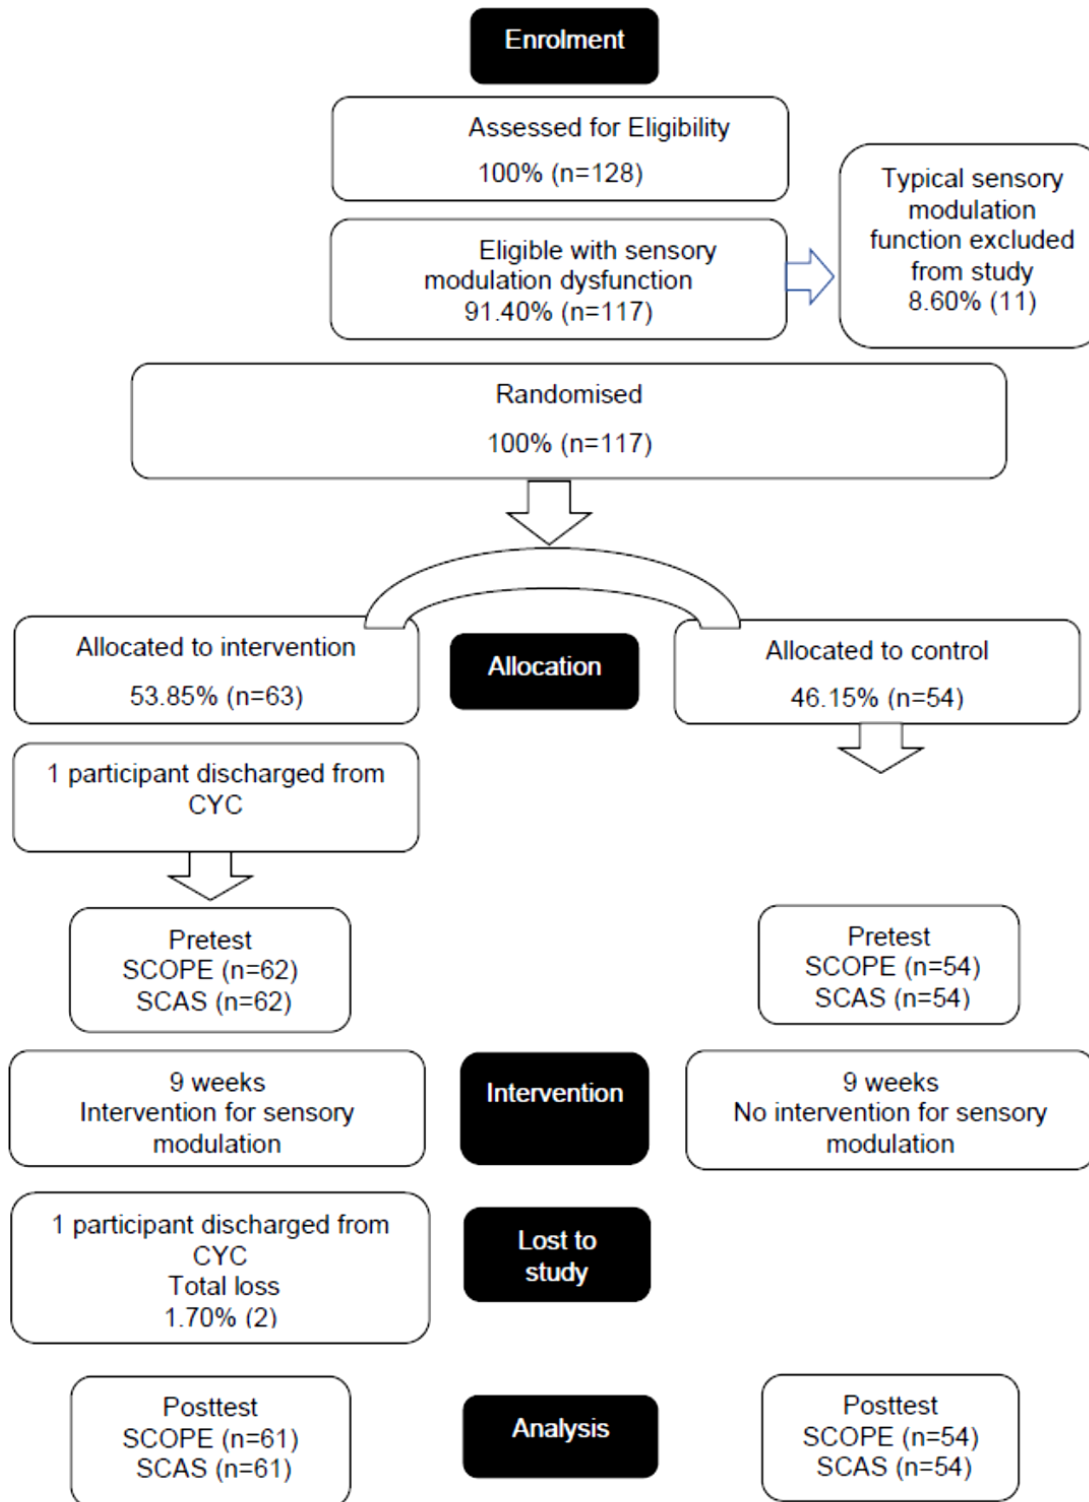 Enrolment
Assessed for Eligibility
100% (n=128)
Typical sensory
modulation
function excluded
from study
8.60% (11)
Eligible with sensory
modulation dysfunction
91.40% (n=117)
Randomised
100% (n=117)
Allocated to intervention
53.85% (n=63)
Allocation
Allocated to control
46.15% (n=54)
1 participant discharged from
CYC
Pretest
SCOPE (n=62)
SCAS (n=62)
Pretest
SCOPE (n=54)
SCAS (n=54)
9 weeks
Intervention for sensory
modulation
Intervention
9 weeks
No intervention for sensory
modulation
1 participant discharged from
CYC
Total loss
1.70% (2)
Lost to
study
Posttest
SCOPE (n=61)
SCAS (n=61)
Analysis
Posttest
SCOPE (n=54)
SCAS (n=54)